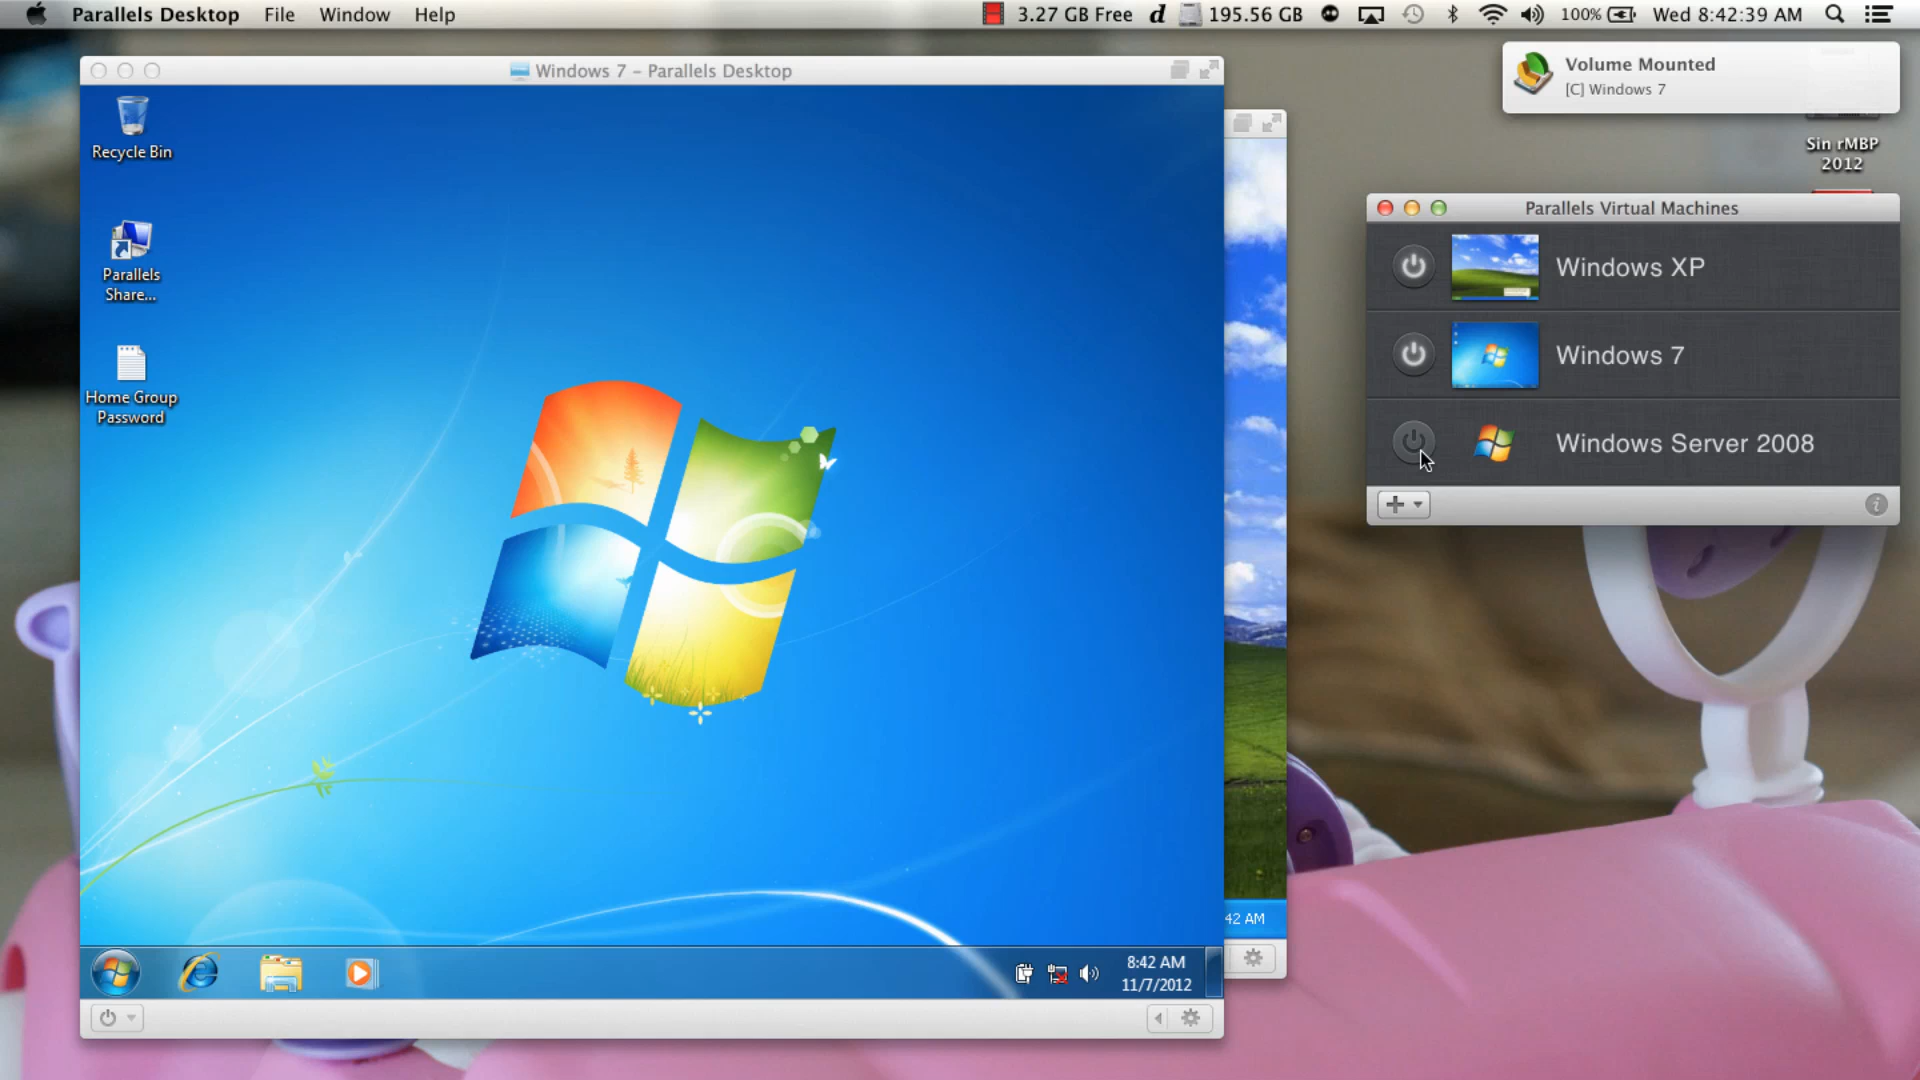 Parallels Desktop File Window Help 3.27 GB Free d 195.56 GB 100% Wed 8:42:39 AM
Windows 7 – Parallels Desktop
Volume Mounted
[C] Windows 7
Recycle Bin
Sin rMBP
2012
Parallels Virtual Machines
Parallels
Share...
Windows XP
Windows 7
Home Group
Password
Windows Server 2008
42 AM
8:42 AM
11/7/2012